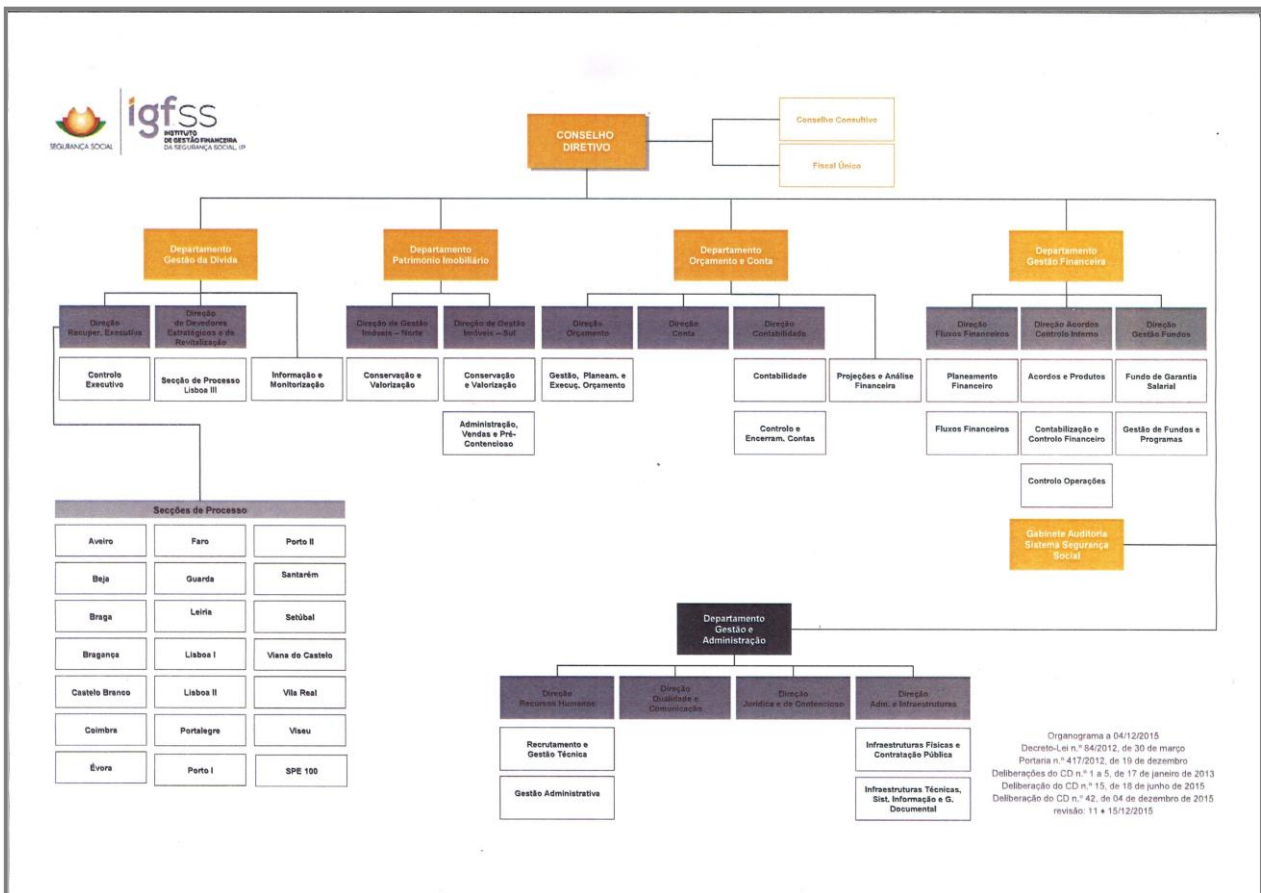 SEGURANÇA SOCIAL
igfss
INSTITUTO
DE GESTÃO FINANCEIRA
DA SEGURANÇA SOCIAL, IP
CONSELHO
DIRETIVO
Conselho Consultivo
Fiscal Único
Departamento
Gestão da Dívida
Departamento
Patrimonio Imobiliário
Departamento
Orçamento e Conta
Departamento
Gestão Financeira
Direção
Recuper. Executiva
Direção
de Devedores
Estratégicos e de
Revitalização
Direção de Gestão
Imóveis – Norte
Direção de Gestão
Imóveis – Sul
Direção
Orçamento
Direção
Conta
Direção
Contabilidade
Direção
Fluxos Financeiros
Direção Acordos
Controlo Interno
Direção
Gestão Fundos
Controlo
Executivo
Secção de Processo
Lisboa III
Informação e
Monitorização
Conservação e
Valorização
Conservação
e Valorização
Gestão, Planeam. e
Execuç. Orçamento
Contabilidade
Projeções e Análise
Financeira
Planeamento
Financeiro
Acordos e Produtos
Fundo de Garantia
Salarial
Administração,
Vendas e Pré-
Contencioso
Controlo e
Encerram. Contas
Fluxos Financeiros
Contabilização e
Controlo Financeiro
Gestão de Fundos e
Programas
Controlo Operações
Secções de Processo
Aveiro
Faro
Porto II
Beja
Guarda
Santarém
Braga
Leiria
Setúbal
Bragança
Lisboa I
Viana do Castelo
Castelo Branco
Lisboa II
Vila Real
Coimbra
Portalegre
Viseu
Évora
Porto I
SPE 100
Gabinete Auditoria
Sistema Segurança
Social
Departamento
Gestão e
Administração
Direção
Recursos Humanos
Direção
Qualidade e
Comunicação
Direção
Jurídica e de Contencioso
Direção
Adm. e Infraestruturas
Recrutamento e
Gestão Técnica
Infraestruturas Físicas e
Contratação Pública
Gestão Administrativa
Infraestruturas Técnicas,
Sist. Informação e G.
Documental
Organograma a 04/12/2015
Decreto-Lei n.º 84/2012, de 30 de março
Portaria n.º 417/2012, de 19 de dezembro
Deliberações do CD n.º 1 a 5, de 17 de janeiro de 2013
Deliberação do CD n.º 15, de 18 de junho de 2015
Deliberação do CD n.º 42, de 04 de dezembro de 2015
revisão: 11 • 15/12/2015